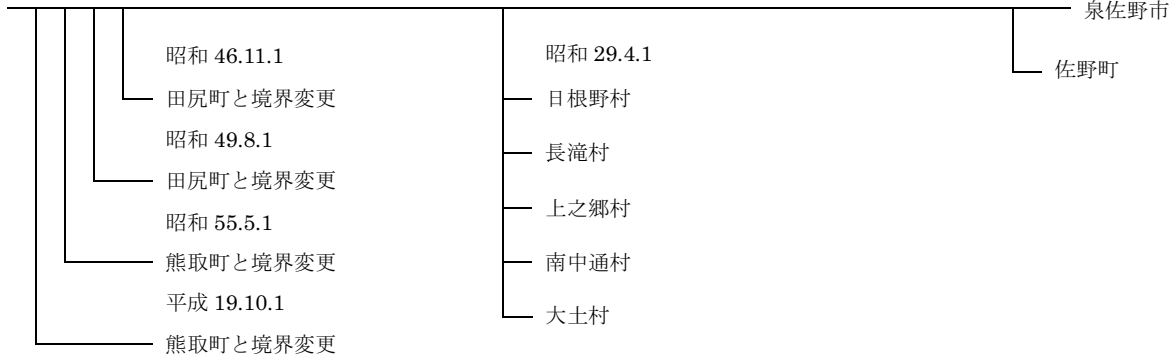 泉佐野市
佐野町
昭和 29.4.1
日根野村
長滝村
上之郷村
南中通村
大土村
昭和 46.11.1
田尻町と境界変更
昭和 49.8.1
田尻町と境界変更
昭和 55.5.1
熊取町と境界変更
平成 19.10.1
熊取町と境界変更